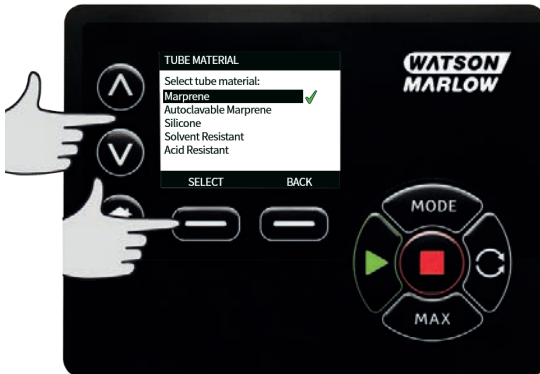 TUBE MATERIAL
Select tube material:
Marprene
Autoclavable Marprene
Silicone
Solvent Resistant
Acid Resistant
SELECT BACK
WATSON
MARLOW
MODE
MAX